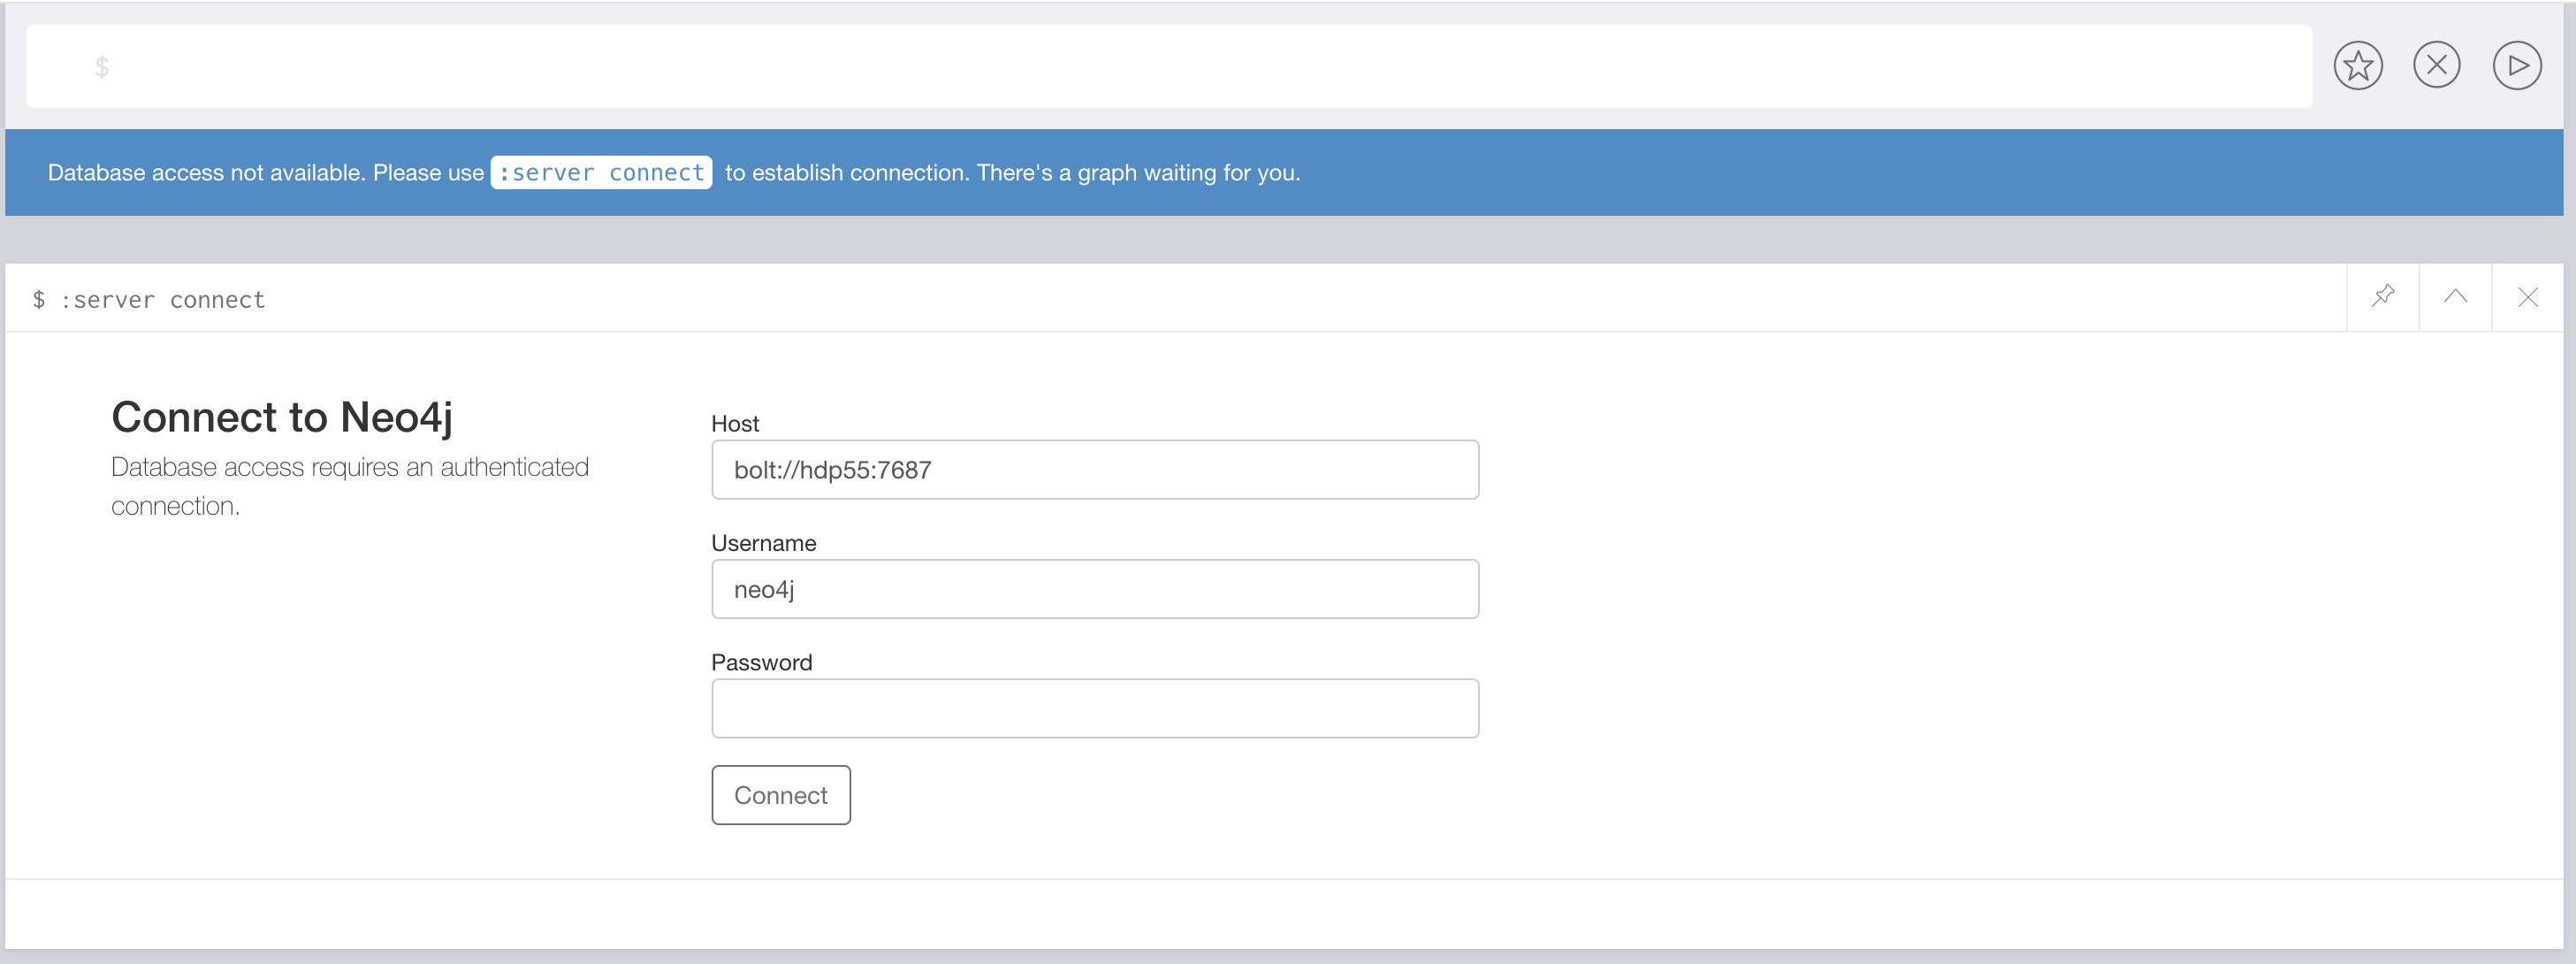 $
Database access not available. Please use :server connect to establish connection. There's a graph waiting for you.
$ :server connect
Connect to Neo4j
Database access requires an authenticated
connection.
Host
bolt://hdp55:7687
Username
neo4j
Password
Connect